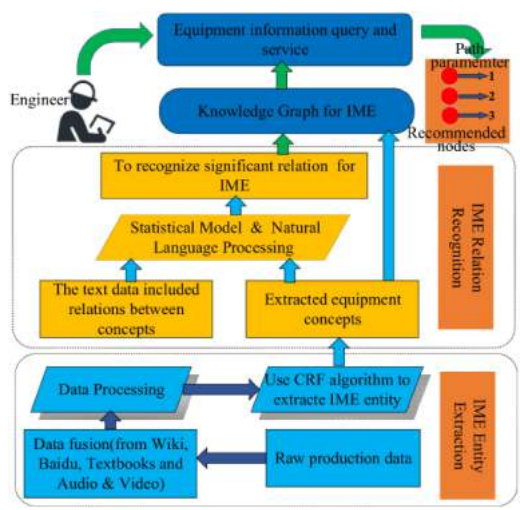 Equipment information query and
service
Path-
paramemter
1
2
3
Recommended
nodes
Engineer
Knowledge Graph for IME
To recognize significant relation for
IME
Statistical Model & Natural
Language Processing
The text data included
relations between
concepts
Extracted equipment
concepts
IME Relation
Recognition
Data Processing
Use CRF algorithm to
extracte IME entity
Data fusion(from Wiki,
Baidu, Textbooks and
Audio & Video)
Raw production data
IME Entity
Extraction